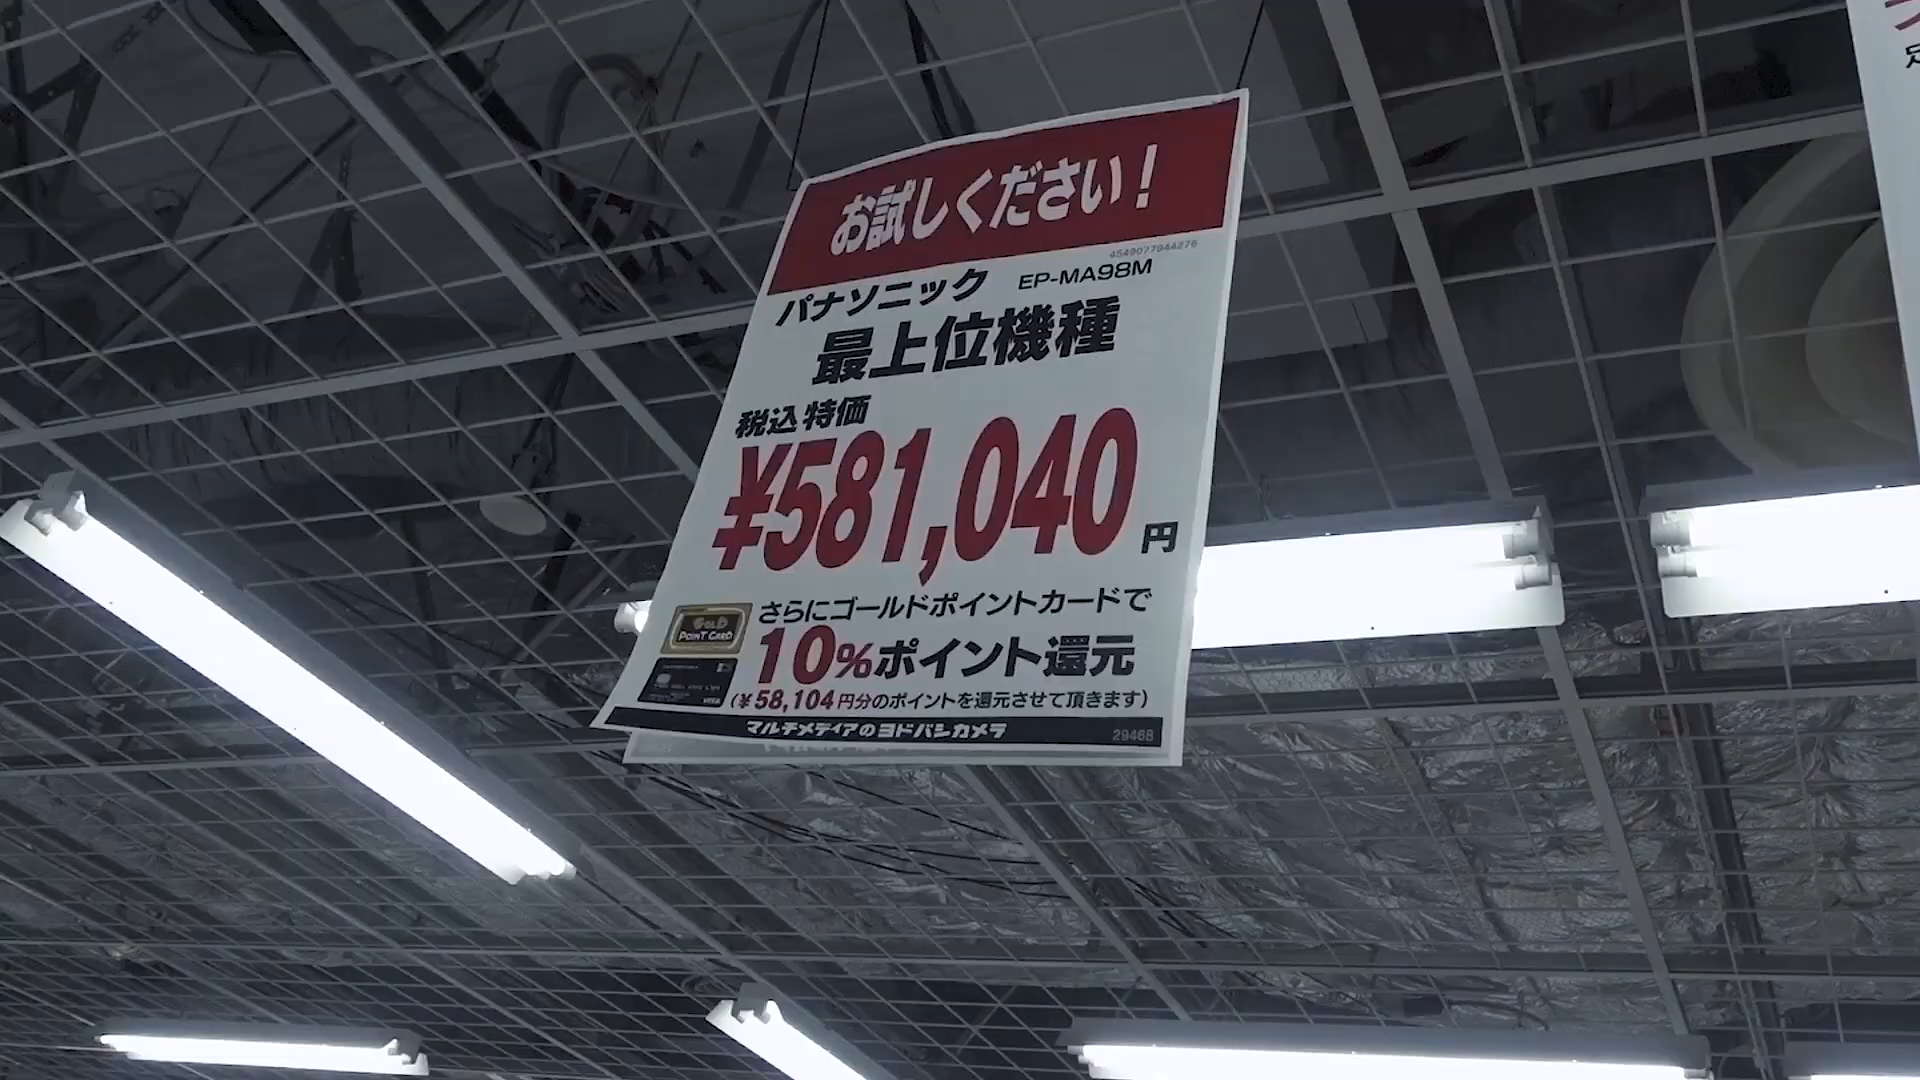 お試しください!
4549077944276
パナソニック EP-MA98M
最上位機種
税込特価
¥581,040円
さらにゴールドポイントカードで
GOLD POINT CARD
10%ポイント還元
VISA
(¥58,104円分のポイントを還元させて頂きます)
マルチメディアのヨドバシカメラ 29468